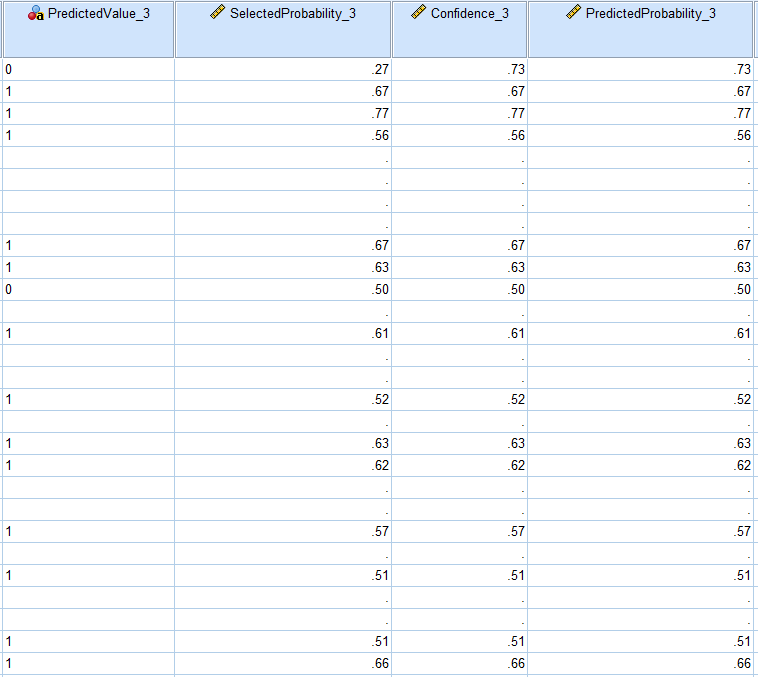 PredictedValue_3 SelectedProbability_3 Confidence_3 PredictedProbability_3
0 .27 .73 .73
1 .67 .67 .67
1 .77 .77 .77
1 .56 .56 .56
. . .
. . .
. . .
. . .
1 .67 .67 .67
1 .63 .63 .63
0 .50 .50 .50
. . .
1 .61 .61 .61
. . .
. . .
1 .52 .52 .52
. . .
1 .63 .63 .63
1 .62 .62 .62
. . .
. . .
1 .57 .57 .57
. . .
1 .51 .51 .51
. . .
. . .
1 .51 .51 .51
1 .66 .66 .66